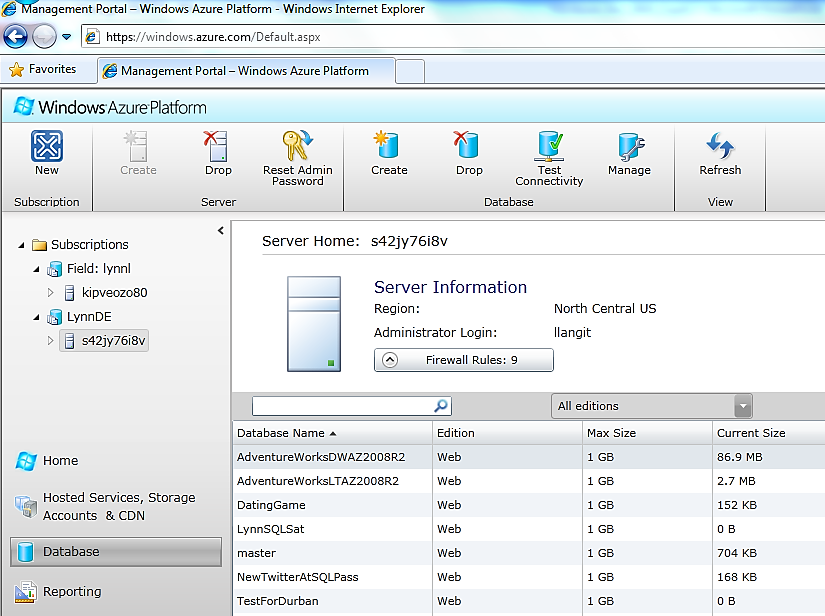 Management Portal – Windows Azure Platform - Windows Internet Explorer
https://windows.azure.com/Default.aspx
Favorites
Management Portal – Windows Azure Platform
Windows Azure Platform
New
Create
Drop
Reset Admin
Password
Create
Drop
Test
Connectivity
Manage
Refresh
Subscription
Server
Database
View
Subscriptions
Field: lynnl
kipveozo80
LynnDE
s42jy76i8v
Home
Hosted Services, Storage
Accounts & CDN
Database
Reporting
Server Home: s42jy76i8v
Server Information
Region: North Central US
Administrator Login: llangit
Firewall Rules: 9
All editions
Database Name Edition Max Size Current Size
AdventureWorksDWAZ2008R2 Web 1 GB 86.9 MB
AdventureWorksLTAZ2008R2 Web 1 GB 2.7 MB
DatingGame Web 1 GB 152 KB
LynnSQLSat Web 1 GB 0 B
master Web 1 GB 704 KB
NewTwitterAtSQLPass Web 1 GB 168 KB
TestForDurban Web 1 GB 0 B